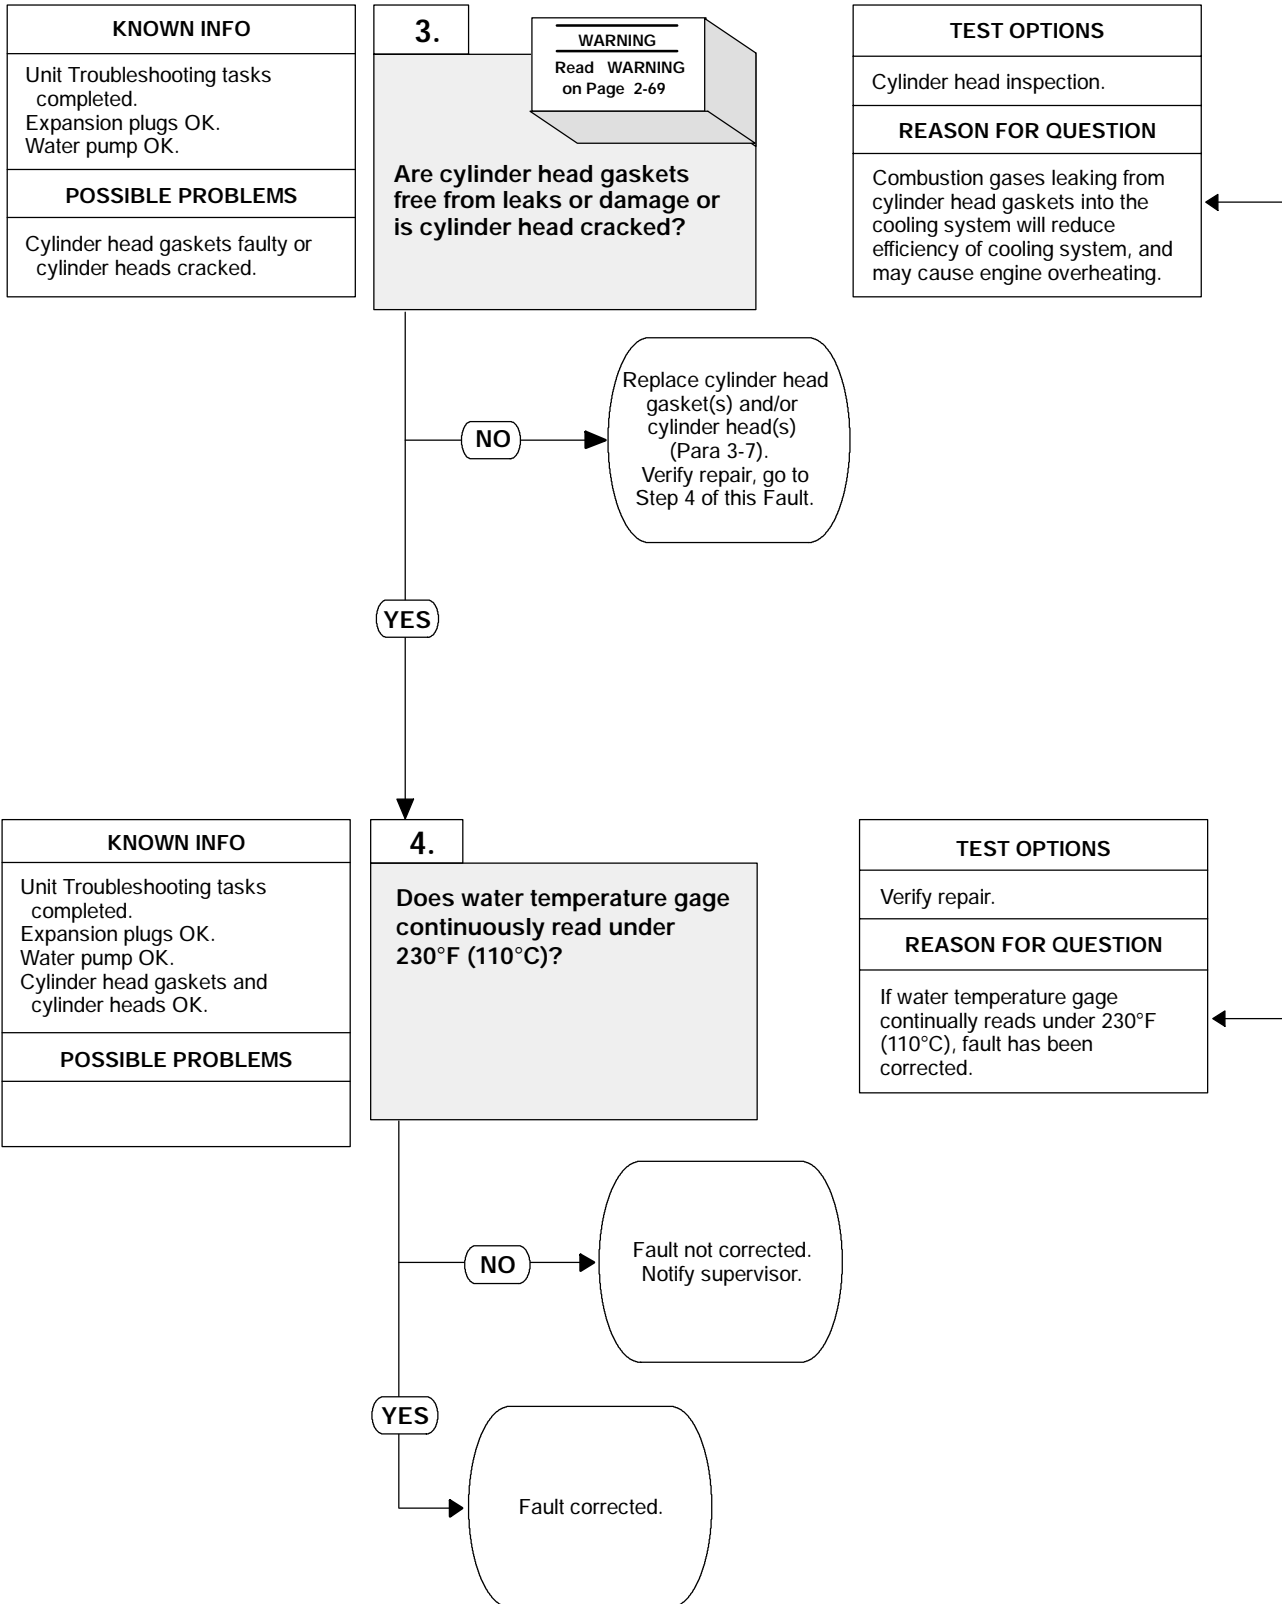 KNOWN INFO
Unit Troubleshooting tasks
completed.
Expansion plugs OK.
Water pump OK.
POSSIBLE PROBLEMS
Cylinder head gaskets faulty or
cylinder heads cracked.
3.
WARNING
Read WARNING
on Page 2-69
Are cylinder head gaskets
free from leaks or damage or
is cylinder head cracked?
TEST OPTIONS
Cylinder head inspection.
REASON FOR QUESTION
Combustion gases leaking from
cylinder head gaskets into the
cooling system will reduce
efficiency of cooling system, and
may cause engine overheating.
NO
Replace cylinder head
gasket(s) and/or
cylinder head(s)
(Para 3-7).
Verify repair, go to
Step 4 of this Fault.
YES
KNOWN INFO
Unit Troubleshooting tasks
completed.
Expansion plugs OK.
Water pump OK.
Cylinder head gaskets and
cylinder heads OK.
POSSIBLE PROBLEMS
4.
Does water temperature gage
continuously read under
230°F (110°C)?
TEST OPTIONS
Verify repair.
REASON FOR QUESTION
If water temperature gage
continually reads under 230°F
(110°C), fault has been
corrected.
NO
Fault not corrected.
Notify supervisor.
YES
Fault corrected.